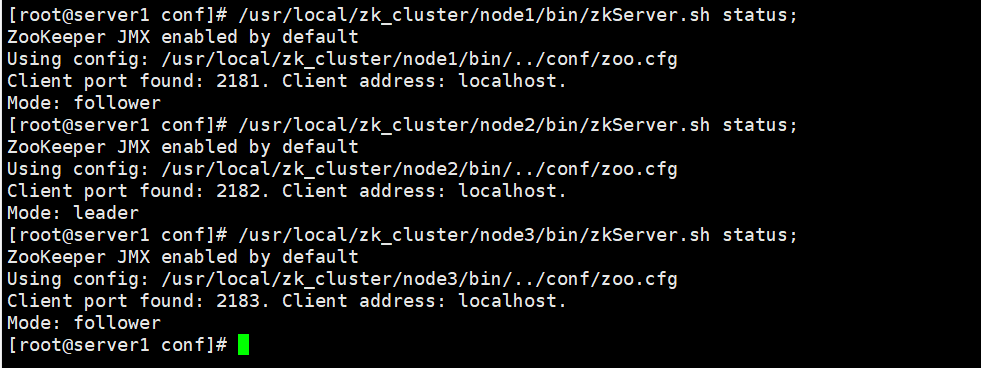 [root@server1 conf]# /usr/local/zk_cluster/node1/bin/zkServer.sh status;
ZooKeeper JMX enabled by default
Using config: /usr/local/zk_cluster/node1/bin/../conf/zoo.cfg
Client port found: 2181. Client address: localhost.
Mode: follower
[root@server1 conf]# /usr/local/zk_cluster/node2/bin/zkServer.sh status;
ZooKeeper JMX enabled by default
Using config: /usr/local/zk_cluster/node2/bin/../conf/zoo.cfg
Client port found: 2182. Client address: localhost.
Mode: leader
[root@server1 conf]# /usr/local/zk_cluster/node3/bin/zkServer.sh status;
ZooKeeper JMX enabled by default
Using config: /usr/local/zk_cluster/node3/bin/../conf/zoo.cfg
Client port found: 2183. Client address: localhost.
Mode: follower
[root@server1 conf]#